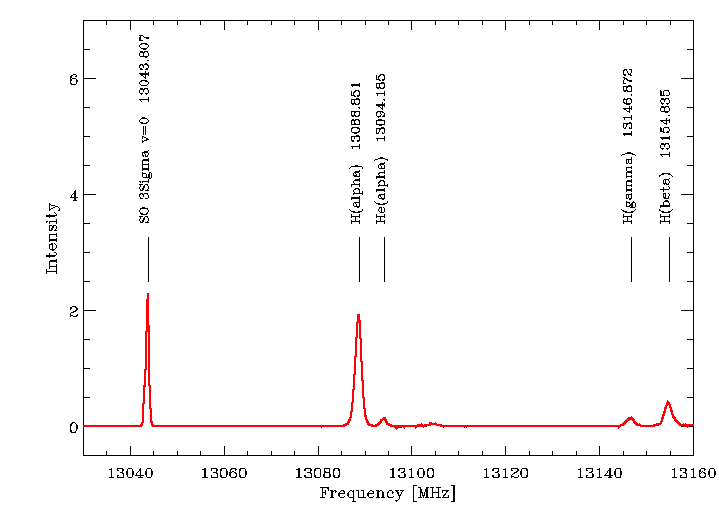 SO 3Sigma v=0 13043.807
H(alpha) 13088.851
He(alpha) 13094.185
H(gamma) 13146.872
H(beta) 13154.835
Intensity
6
4
2
0
13040 13060 13080 13100 13120 13140 13160
Frequency [MHz]